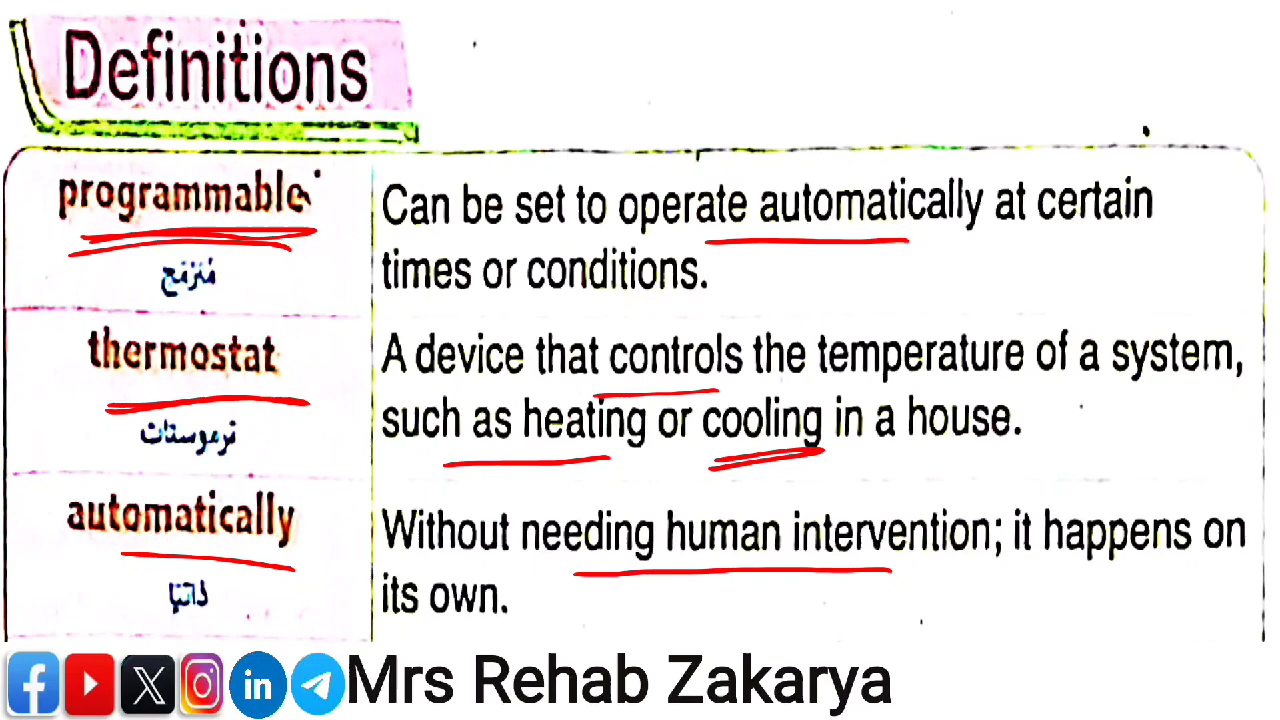 Definitions
programmable
Can be set to operate automatically at certain
times or conditions.
مُبَرْمَج
thermostat
A device that controls the temperature of a system,
such as heating or cooling in a house.
ترموستات
automatically
Without needing human intervention; it happens on
its own.
ذاتيًا
Mrs Rehab Zakarya